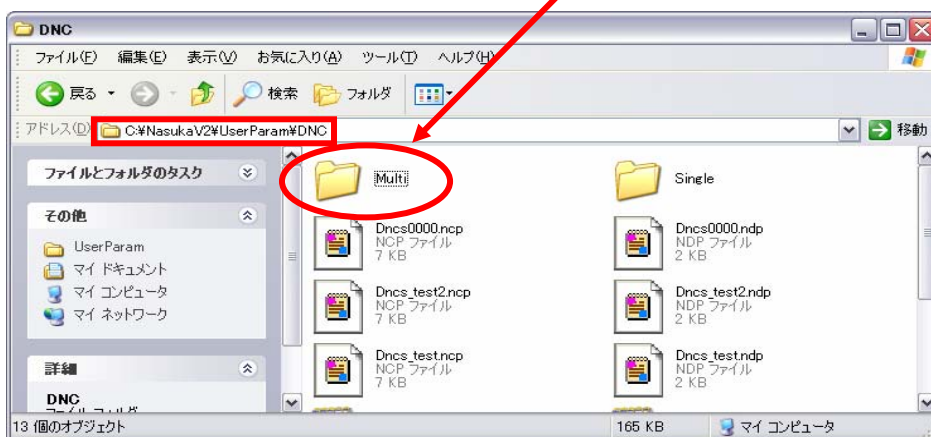 DNC
ファイル(F) 編集(E) 表示(V) お気に入り(A) ツール(T) ヘルプ(H)
戻る 検索 フォルダ
アドレス(D) C:¥NasukaV2¥UserParam¥DNC 移動
ファイルとフォルダのタスク
その他
UserParam
マイ ドキュメント
マイ コンピュータ
マイ ネットワーク
詳細
DNC
ファイル フォルダ
Multi
Single
Dncs0000.ncp
NCP ファイル
7 KB
Dncs0000.ndp
NDP ファイル
2 KB
Dncs_test2.ncp
NCP ファイル
7 KB
Dncs_test2.ndp
NDP ファイル
2 KB
Dncs_test.ncp
NCP ファイル
7 KB
Dncs_test.ndp
NDP ファイル
2 KB
13 個のオブジェクト 165 KB マイ コンピュータ